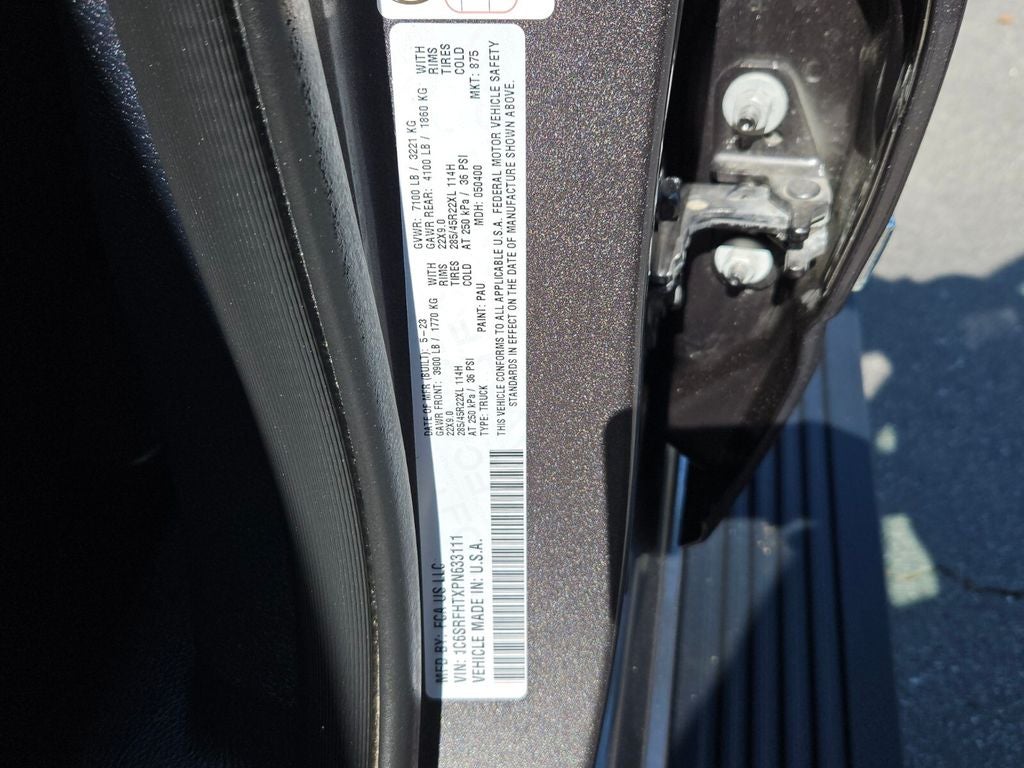 MFD BY: FCA US LLC
DATE OF MFR (BUILT): 5-23
GVWR: 7100 LB / 3221 KG
GAWR FRONT: 3900 LB / 1770 KG WITH
GAWR REAR: 4100 LB / 1860 KG WITH
22X9.0 RIMS
22X9.0 RIMS
285/45R22XL 114H TIRES
285/45R22XL 114H TIRES
AT 250 kPa / 36 PSI COLD
AT 250 kPa / 36 PSI COLD
VIN: 1C6SRFHTXPN633111
TYPE: TRUCK
PAINT: PAU
MDH: 050400
MKT: 875
VEHICLE MADE IN: U.S.A.
THIS VEHICLE CONFORMS TO ALL APPLICABLE U.S.A. FEDERAL MOTOR VEHICLE SAFETY
STANDARDS IN EFFECT ON THE DATE OF MANUFACTURE SHOWN ABOVE.